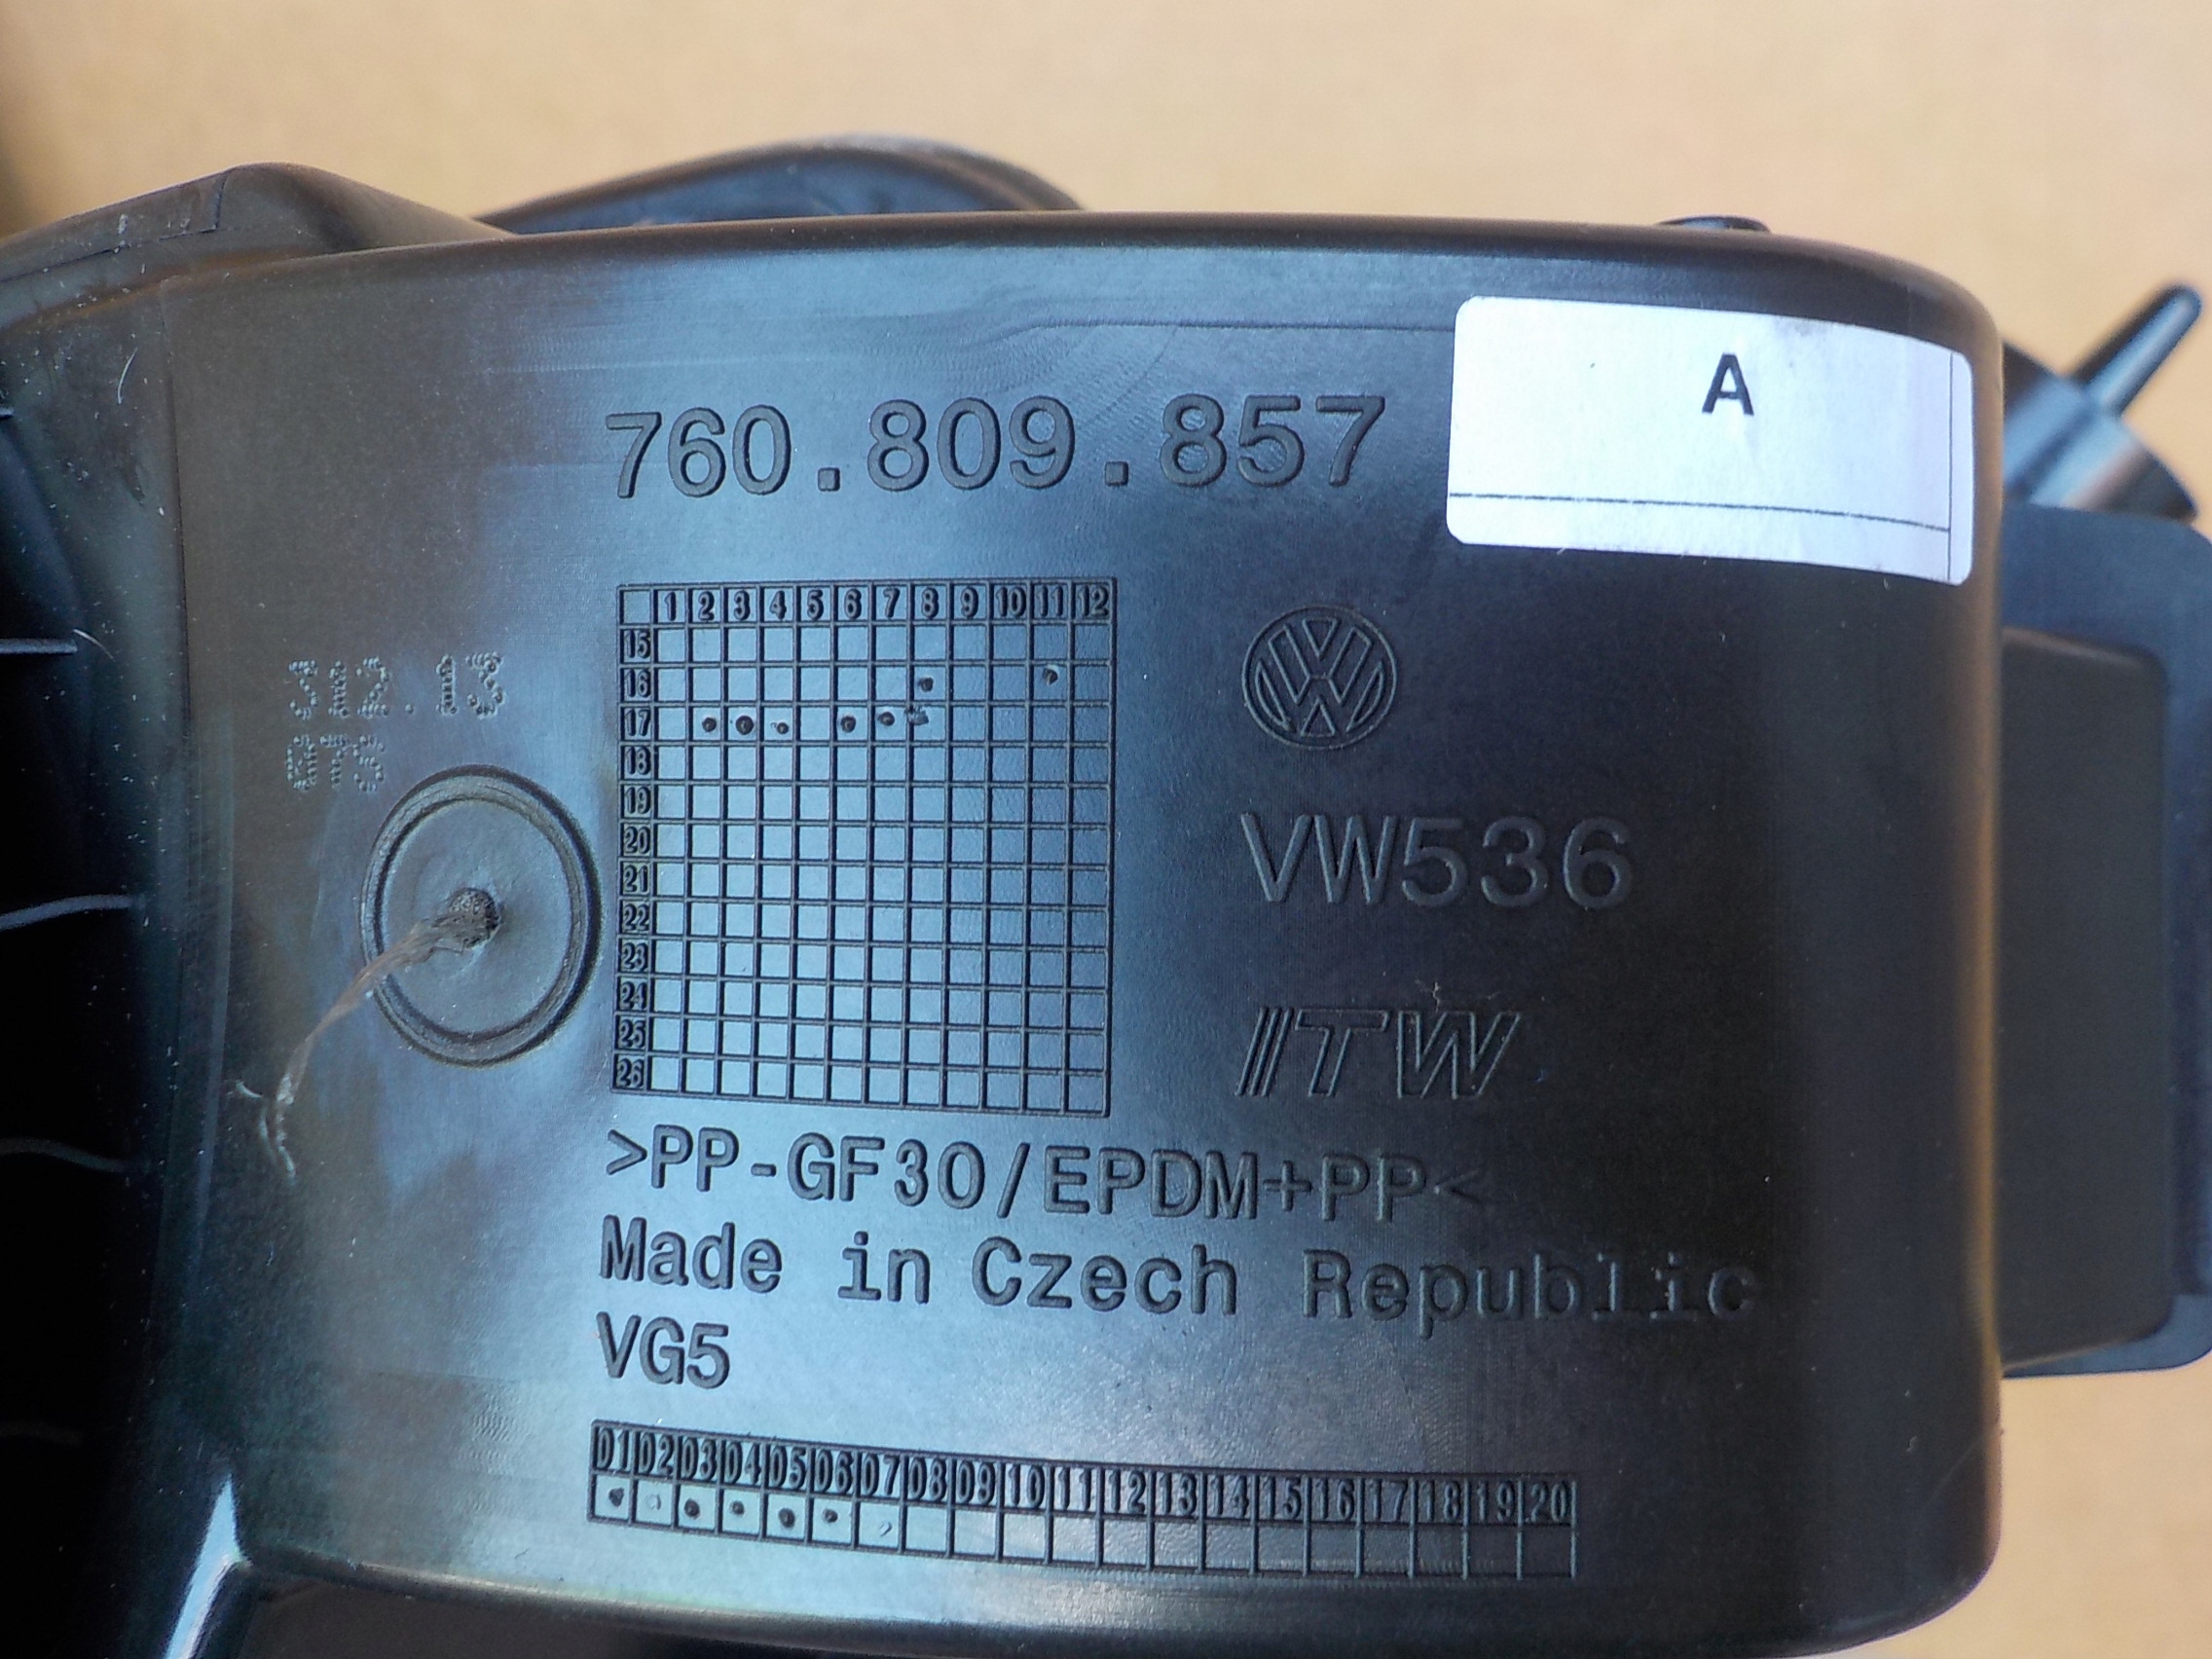 760.809.857
A
1 2 3 4 5 6 7 8 9 10 11 12
15
16
17
18
19
20
21
22
23
24
25
26
VW536
ITW
>PP-GF30/EPDM+PP<
Made in Czech Republic
VG5
01 02 03 04 05 06 07 08 09 10 11 12 13 14 15 16 17 18 19 20